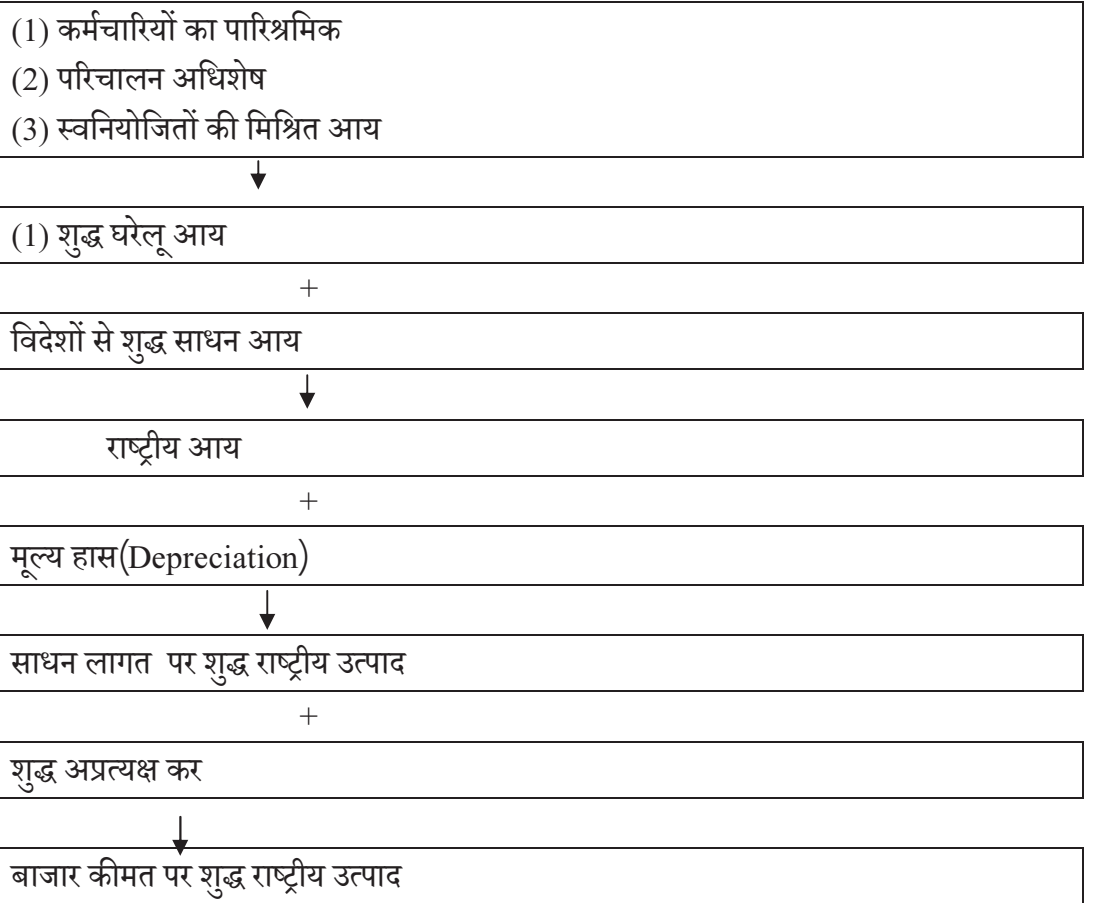 (1) कर्मचारियों का पारिश्रमिक
(2) परिचालन अधिशेष
(3) स्वनियोजितों की मिश्रित आय
(1) शुद्ध घरेलू आय
+
विदेशों से शुद्ध साधन आय
राष्ट्रीय आय
+
मूल्य हास(Depreciation)
साधन लागत पर शुद्ध राष्ट्रीय उत्पाद
+
शुद्ध अप्रत्यक्ष कर
बाजार कीमत पर शुद्ध राष्ट्रीय उत्पाद